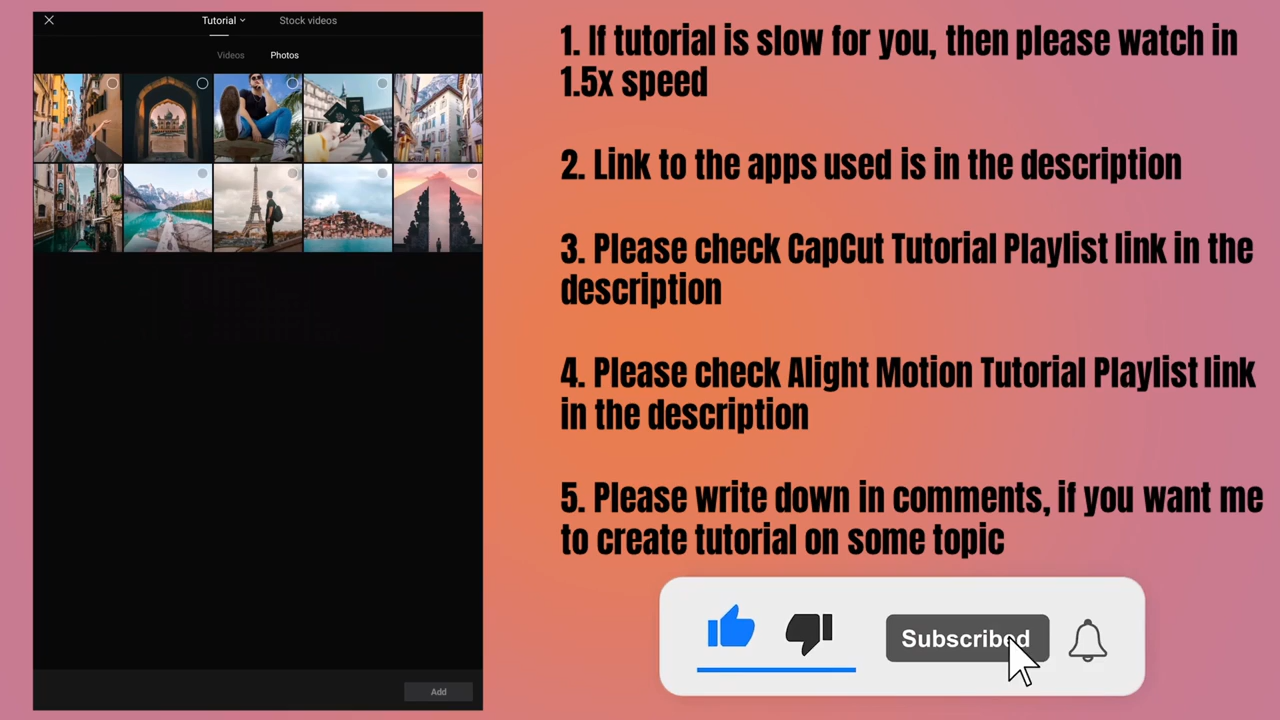 Tutorial
Stock videos
Videos
Photos
Add
1. If tutorial is slow for you, then please watch in
1.5x speed
2. Link to the apps used is in the description
3. Please check CapCut Tutorial Playlist link in the
description
4. Please check Alight Motion Tutorial Playlist link
in the description
5. Please write down in comments, if you want me
to create tutorial on some topic
Subscribed